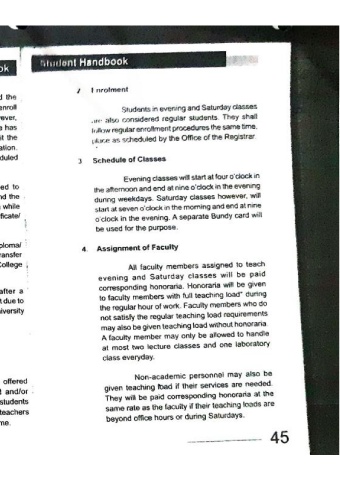 ok
d the
enroll
ever,
e has
it the
ation.
duled
ed to
nd the
while
ficate/
ploma/
ransfer
College
after a
t due to
iversity
offered
t and/or
students
teachers
me.
Student Handbook
2 Enrolment
Students in evening and Saturday classes
are also considered regular students. They shall
follow regular enrollment procedures the same time,
place as scheduled by the Office of the Registrar.
3 Schedule of Classes
Evening classes will start at four o'clock in
the afternoon and end at nine o'clock in the evening
during weekdays. Saturday classes however, will
start at seven o'clock in the morning and end at nine
o'clock in the evening. A separate Bundy card will
be used for the purpose.
4. Assignment of Faculty
All faculty members assigned to teach
evening and Saturday classes will be paid
corresponding honoraria. Honoraria will be given
to faculty members with full teaching load" during
the regular hour of work. Faculty members who do
not satisfy the regular teaching load requirements
may also be given teaching load without honoraria.
A faculty member may only be allowed to handle
at most two lecture classes and one laboratory
class everyday.
Non-academic personnel may also be
given teaching load if their services are needed.
They will be paid corresponding honoraria at the
same rate as the faculty if their teaching loads are
beyond office hours or during Saturdays.
45